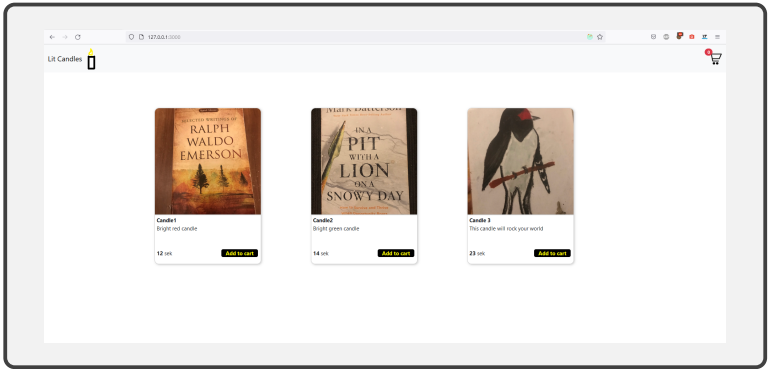 127.0.0.1:8000
Lit Candles
4
SELECTED WRITINGS OF
RALPH
WALDO
EMERSON
Mark Batterson
IN A
PIT
WITH A
LION
ON A
SNOWY DAY
Candle1
Bright red candle
12 sek
Add to cart
Candle2
Bright green candle
14 sek
Add to cart
Candle 3
This candle will rock your world
23 sek
Add to cart